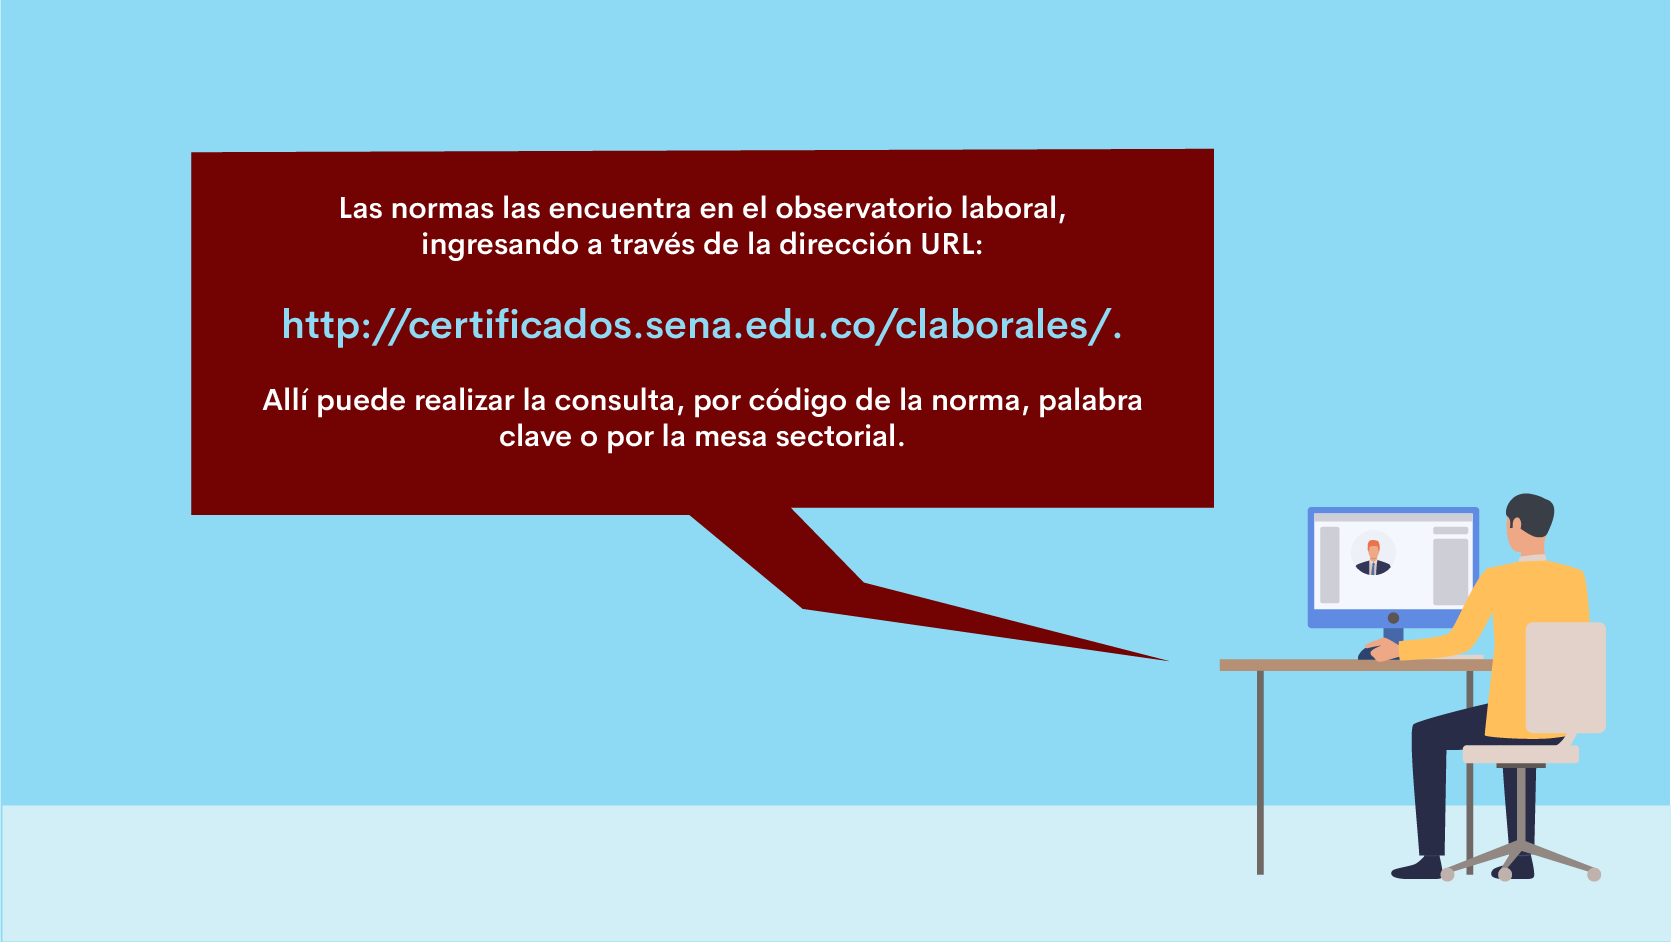 Las normas las encuentra en el observatorio laboral,
ingresando a través de la dirección URL:
http://certificados.sena.edu.co/claborales/.
Allí puede realizar la consulta, por código de la norma, palabra
clave o por la mesa sectorial.